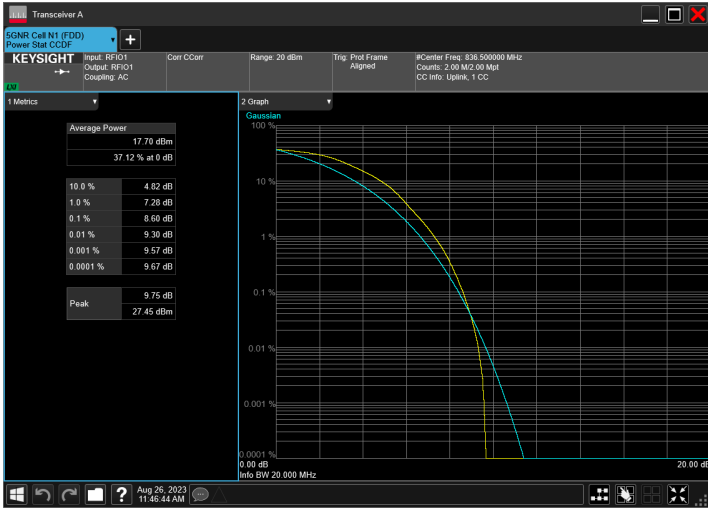 Transceiver A
5GNR Cell N1 (FDD)
Power Stat CCDF
KEYSIGHT
Input: RFIO1
Output: RFIO1
Coupling: AC
Corr CCorr
Range: 20 dBm
Trig: Prot Frame
Aligned
#Center Freq: 836.500000 MHz
Counts: 2.00 M/2.00 Mpt
CC Info: Uplink, 1 CC
1 Metrics
Average Power
17.70 dBm
37.12 % at 0 dB
10.0 % 4.82 dB
1.0 % 7.28 dB
0.1 % 8.60 dB
0.01 % 9.30 dB
0.001 % 9.57 dB
0.0001 % 9.67 dB
Peak 9.75 dB
27.45 dBm
2 Graph
Gaussian
100 %
10 %
1 %
0.1 %
0.01 %
0.001 %
0.0001 %
0.00 dB 20.00 dB
Info BW 20.000 MHz
Aug 26, 2023
11:46:44 AM